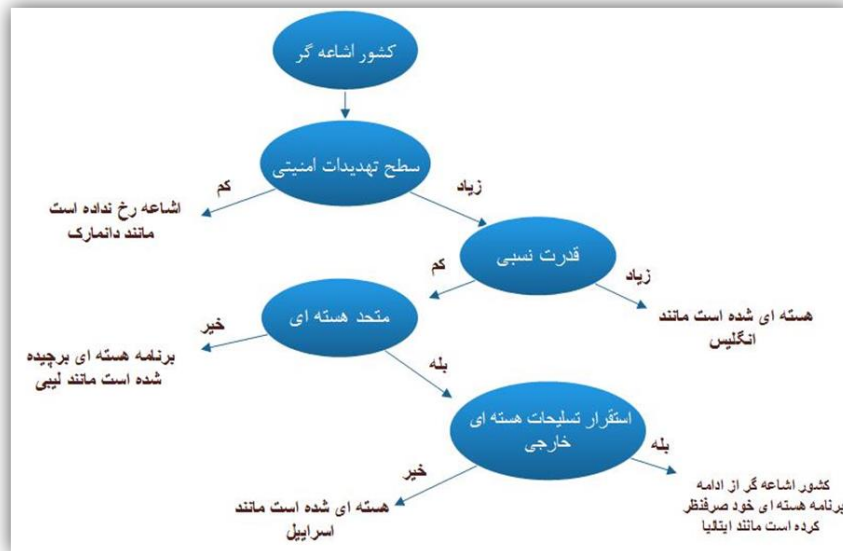 کشور اشاعه گر
سطح تهدیدات امنیتی
زیاد
کم
اشاعه رخ نداده است
مانند دانمارک
قدرت نسبی
زیاد
کم
هسته ای شده است مانند
انگلیس
متحد هسته ای
خیر
برنامه هسته ای برچیده
شده است مانند لیبی
بله
استقرار تسلیحات هسته ای
خارجی
بله
خیر
کشور اشاعه گر از ادامه
برنامه هسته ای خود صرفنظر
کرده است مانند ایتالیا
هسته ای شده است مانند
اسراییل